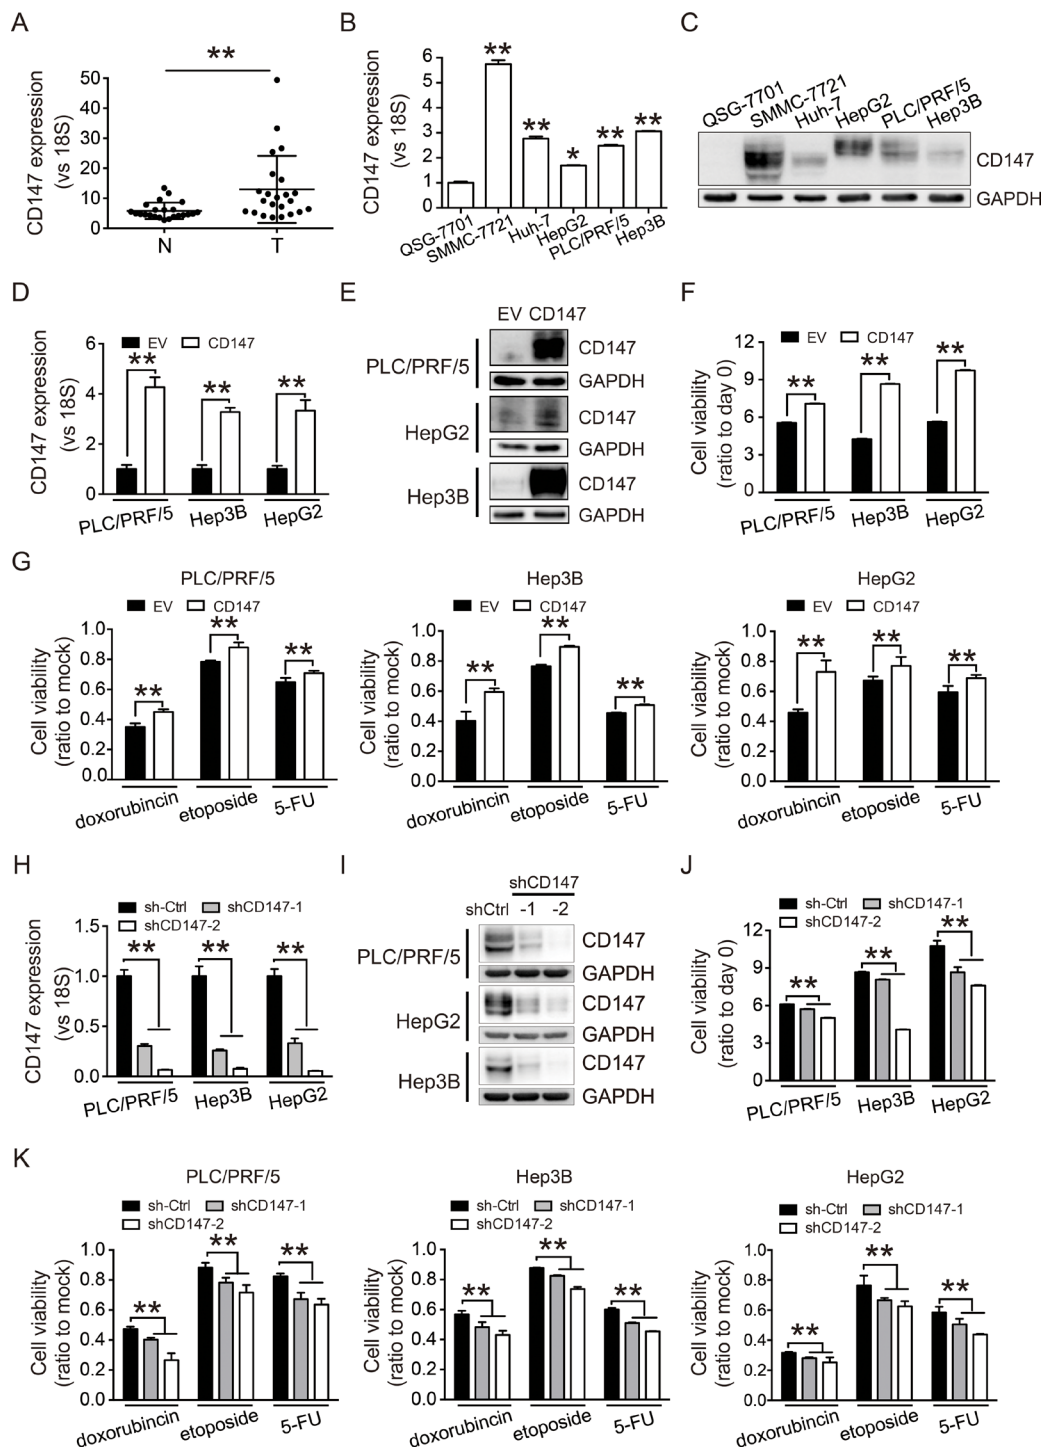 A
**
CD147 expression
(vs 18S)
50
40
30
20
10
0
N T
B
CD147 expression
(vs 18S)
6
5
4
3
2
1
0
**
**
*
**
**
QSG-7701
SMMC-7721
Huh-7
HepG2
PLC/PRF/5
Hep3B
C
QSG-7701
SMMC-7721
Huh-7
HepG2
PLC/PRF/5
Hep3B
CD147
GAPDH
D
EV CD147
CD147 expression
(vs 18S)
6
4
2
0
** ** **
PLC/PRF/5 Hep3B HepG2
E
EV CD147
PLC/PRF/5
CD147
GAPDH
HepG2
CD147
GAPDH
Hep3B
CD147
GAPDH
F
EV CD147
Cell viability
(ratio to day 0)
12
9
6
3
0
** ** **
PLC/PRF/5 Hep3B HepG2
G
PLC/PRF/5
EV CD147
Cell viability
(ratio to mock)
1.0
0.8
0.6
0.4
0.2
0.0
** ** **
doxorubincin etoposide 5-FU
Hep3B
EV CD147
Cell viability
(ratio to mock)
1.0
0.8
0.6
0.4
0.2
0.0
** ** **
doxorubincin etoposide 5-FU
HepG2
EV CD147
Cell viability
(ratio to mock)
1.0
0.8
0.6
0.4
0.2
0.0
** ** **
doxorubincin etoposide 5-FU
H
sh-Ctrl shCD147-1
shCD147-2
CD147 expression
(vs 18S)
1.5
1.0
0.5
0.0
** ** **
PLC/PRF/5 Hep3B HepG2
I
shCD147
shCtrl -1 -2
PLC/PRF/5
CD147
GAPDH
HepG2
CD147
GAPDH
Hep3B
CD147
GAPDH
J
sh-Ctrl shCD147-1
shCD147-2
Cell viability
(ratio to day 0)
12
9
6
3
0
** ** **
PLC/PRF/5 Hep3B HepG2
K
PLC/PRF/5
sh-Ctrl shCD147-1
shCD147-2
Cell viability
(ratio to mock)
1.0
0.8
0.6
0.4
0.2
0.0
** ** **
doxorubincin etoposide 5-FU
Hep3B
sh-Ctrl shCD147-1
shCD147-2
Cell viability
(ratio to mock)
1.0
0.8
0.6
0.4
0.2
0.0
** ** **
doxorubincin etoposide 5-FU
HepG2
sh-Ctrl shCD147-1
shCD147-2
Cell viability
(ratio to mock)
1.0
0.8
0.6
0.4
0.2
0.0
** ** **
doxorubincin etoposide 5-FU